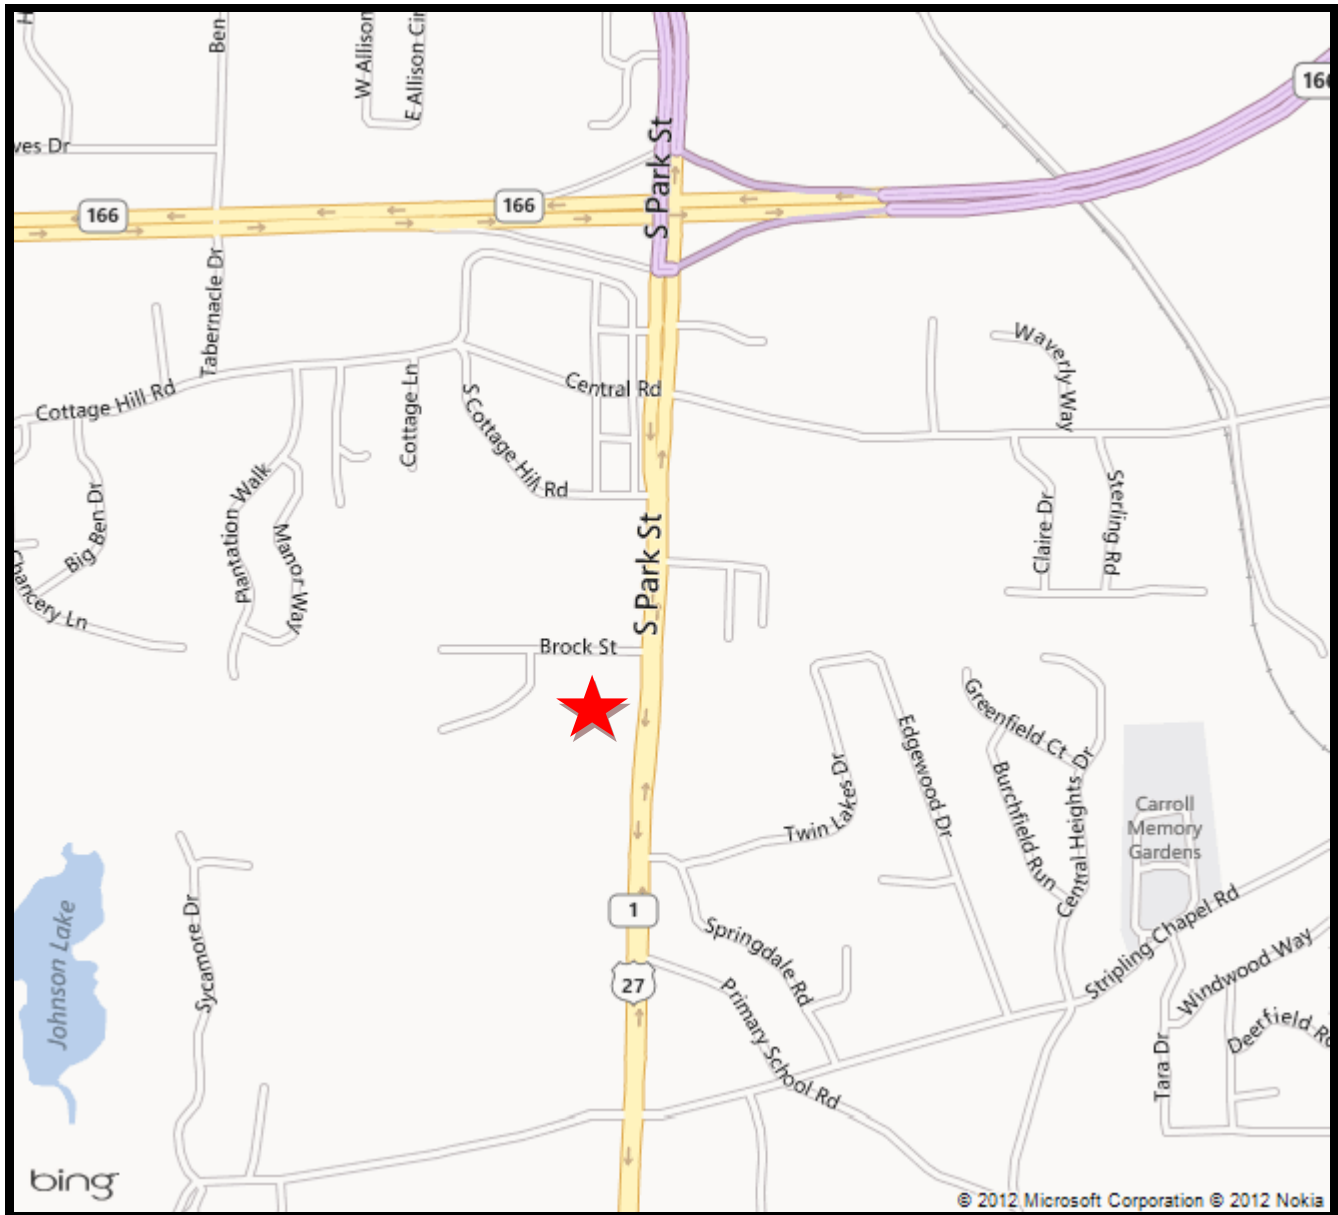 H
Ben
W Allison
E Allison Cir
166
ves Dr
S Park St
166
166
Tabernacle Dr
Waverly Way
Cottage Hill Rd
Cottage Ln
Central Rd
S Cottage Hill Rd
Big Ben Dr
Plantation Walk
Manor Way
Claire Dr
Sterling Rd
S Park St
Chancery Ln
Brock St
Greenfield Ct
Edgewood Dr
Twin Lakes Dr
Burchfield Run
Central Heights Dr
Carroll
Memory
Gardens
Johnson Lake
Sycamore Dr
1
Springdale Rd
27
Primary School Rd
Stripling Chapel Rd
Windwood Way
Deerfield Rd
Tara Dr
bing
© 2012 Microsoft Corporation © 2012 Nokia